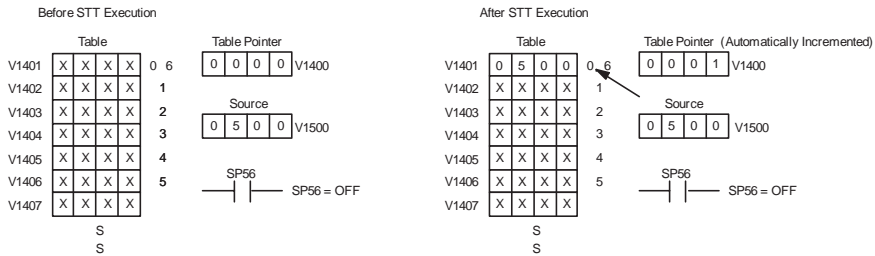 Before STT Execution
Table
Table Pointer
V1401 X X X X 0 6 0 0 0 0 V1400
V1402 X X X X 1
Source
V1403 X X X X 2
V1404 X X X X 3 0 5 0 0 V1500
V1405 X X X X 4
SP56
V1406 X X X X 5 SP56 = OFF
V1407 X X X X
S
S
After STT Execution
Table
Table Pointer (Automatically Incremented)
V1401 0 5 0 0 0 6 0 0 0 1 V1400
V1402 X X X X 1
Source
V1403 X X X X 2
V1404 X X X X 3 0 5 0 0 V1500
V1405 X X X X 4
SP56
V1406 X X X X 5 SP56 = OFF
V1407 X X X X
S
S